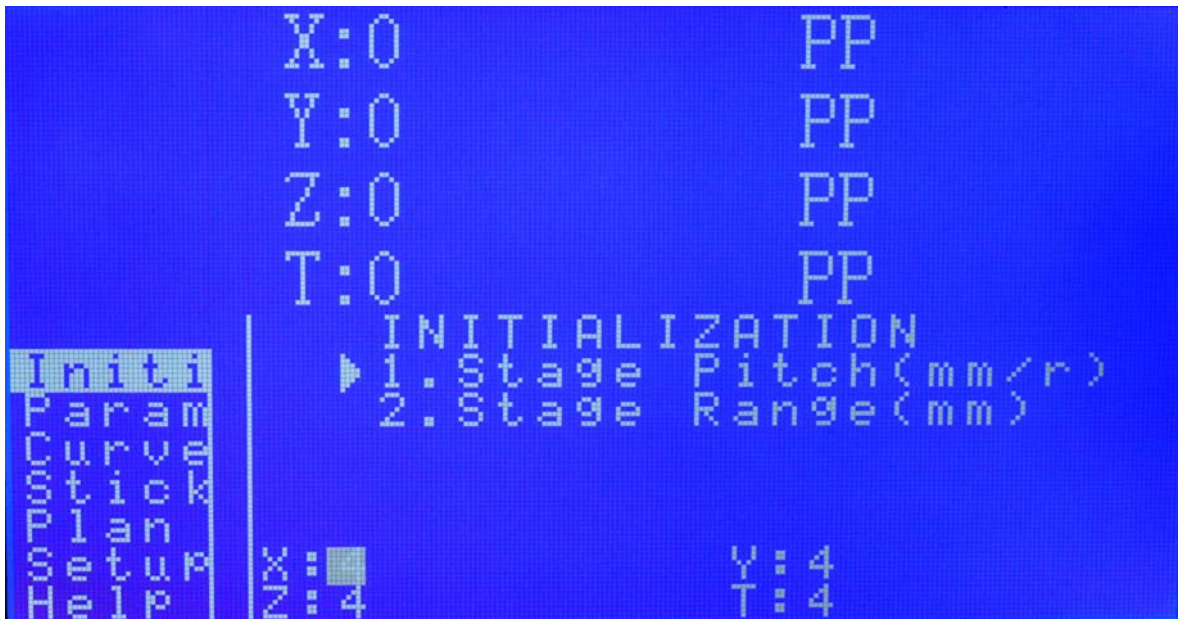 X:0 PP
Y:0 PP
Z:0 PP
T:0 PP
INITIALIZATION
Initi ▶1.Stage Pitch(mm/r)
Param 2.Stage Range(mm)
Curve
Stick
Plan
Setup X:4 Y:4
Help Z:4 T:4